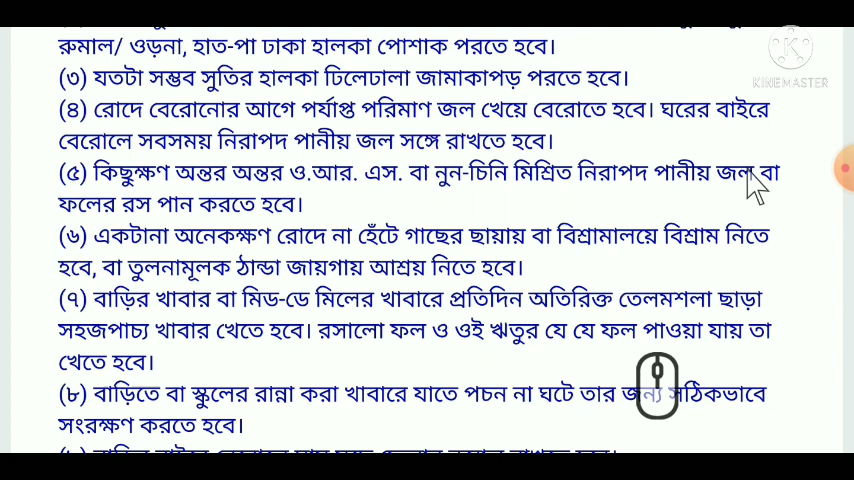 রুমাল/ ওড়না, হাত-পা ঢাকা হালকা পোশাক পরতে হবে।
(৩) যতটা সম্ভব সুতির হালকা ঢিলেঢালা জামাকাপড় পরতে হবে।
(৪) রোদে বেরোনোর আগে পর্যাপ্ত পরিমাণ জল খেয়ে বেরোতে হবে। ঘরের বাইরে
বেরোলে সবসময় নিরাপদ পানীয় জল সঙ্গে রাখতে হবে।
(৫) কিছুক্ষণ অন্তর অন্তর ও.আর. এস. বা নুন-চিনি মিশ্রিত নিরাপদ পানীয় জল বা
ফলের রস পান করতে হবে।
(৬) একটানা অনেকক্ষণ রোদে না হেঁটে গাছের ছায়ায় বা বিশ্রামালয়ে বিশ্রাম নিতে
হবে, বা তুলনামূলক ঠান্ডা জায়গায় আশ্রয় নিতে হবে।
(৭) বাড়ির খাবার বা মিড-ডে মিলের খাবারে প্রতিদিন অতিরিক্ত তেলমশলা ছাড়া
সহজপাচ্য খাবার খেতে হবে। রসালো ফল ও ওই ঋতুর যে যে ফল পাওয়া যায় তা
খেতে হবে।
(৮) বাড়িতে বা স্কুলের রান্না করা খাবারে যাতে পচন না ঘটে তার জন্য সঠিকভাবে
সংরক্ষণ করতে হবে।
KINEMASTER